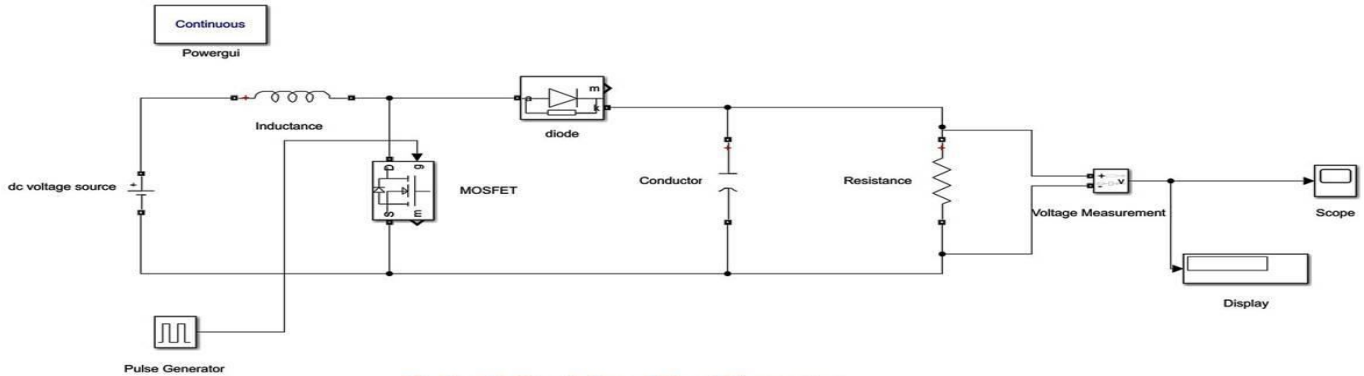 Continuous
Powergui
Inductance
m
a
k
diode
dc voltage source
+
D
g
S
m
MOSFET
Conductor
+
Resistance
+
+
-
v
Voltage Measurement
Scope
Display
Pulse Generator